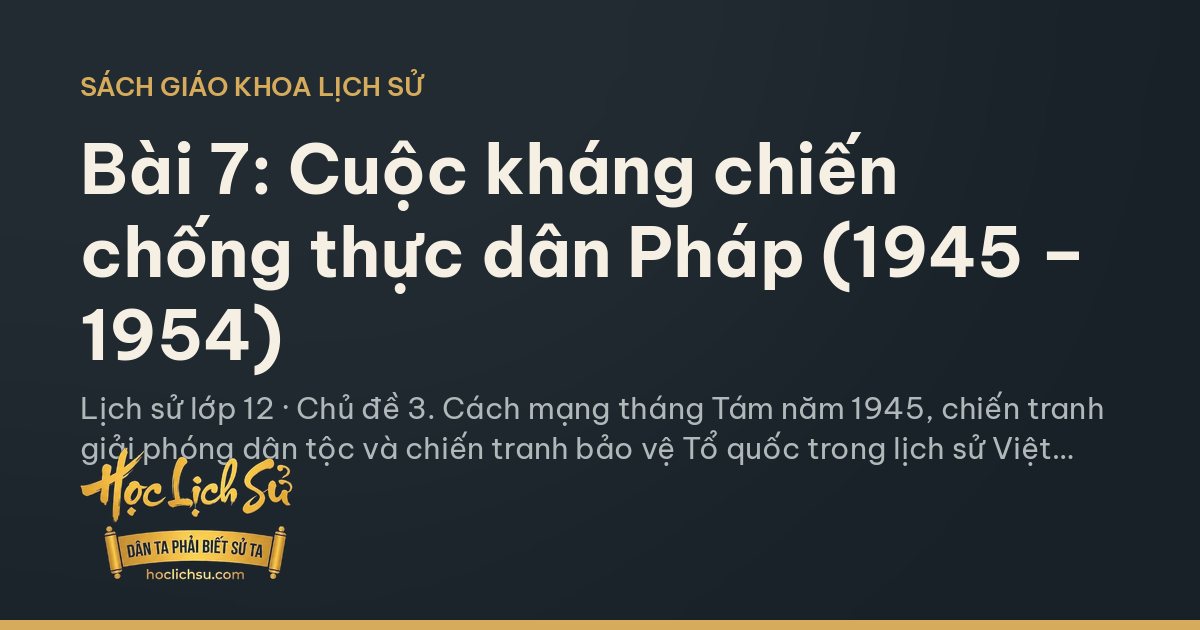 SÁCH GIÁO KHOA LỊCH SỬ
Bài 7: Cuộc kháng chiến
chống thực dân Pháp (1945 –
1954)
Lịch sử lớp 12 · Chủ đề 3. Cách mạng tháng Tám năm 1945, chiến tranh
giải phóng dân tộc và chiến tranh bảo vệ Tổ quốc trong lịch sử Việt...
Học Lịch Sử
DÂN TA PHẢI BIẾT SỬ TA
hoclichsu.com